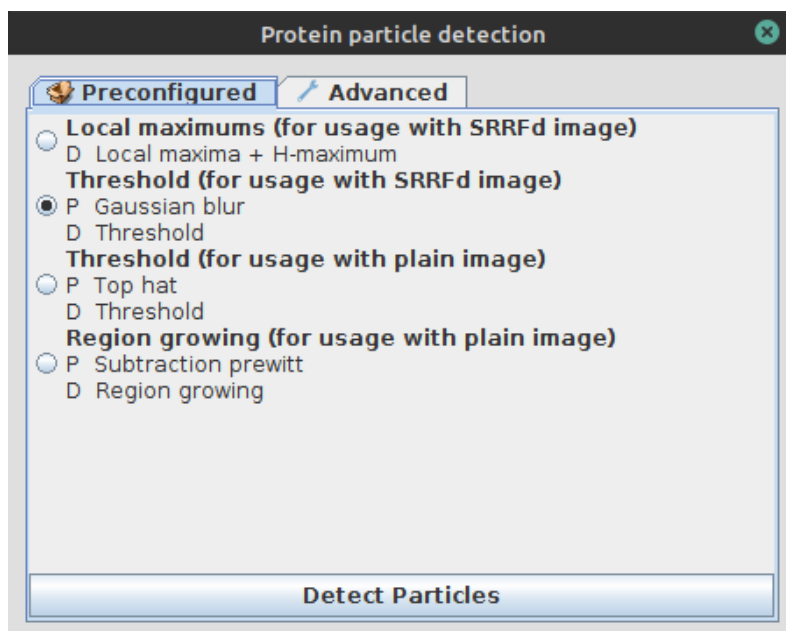 Protein particle detection
Preconfigured
Advanced
Local maximums (for usage with SRRFd image)
D Local maxima + H-maximum
Threshold (for usage with SRRFd image)
P Gaussian blur
D Threshold
Threshold (for usage with plain image)
P Top hat
D Threshold
Region growing (for usage with plain image)
P Subtraction prewitt
D Region growing
Detect Particles